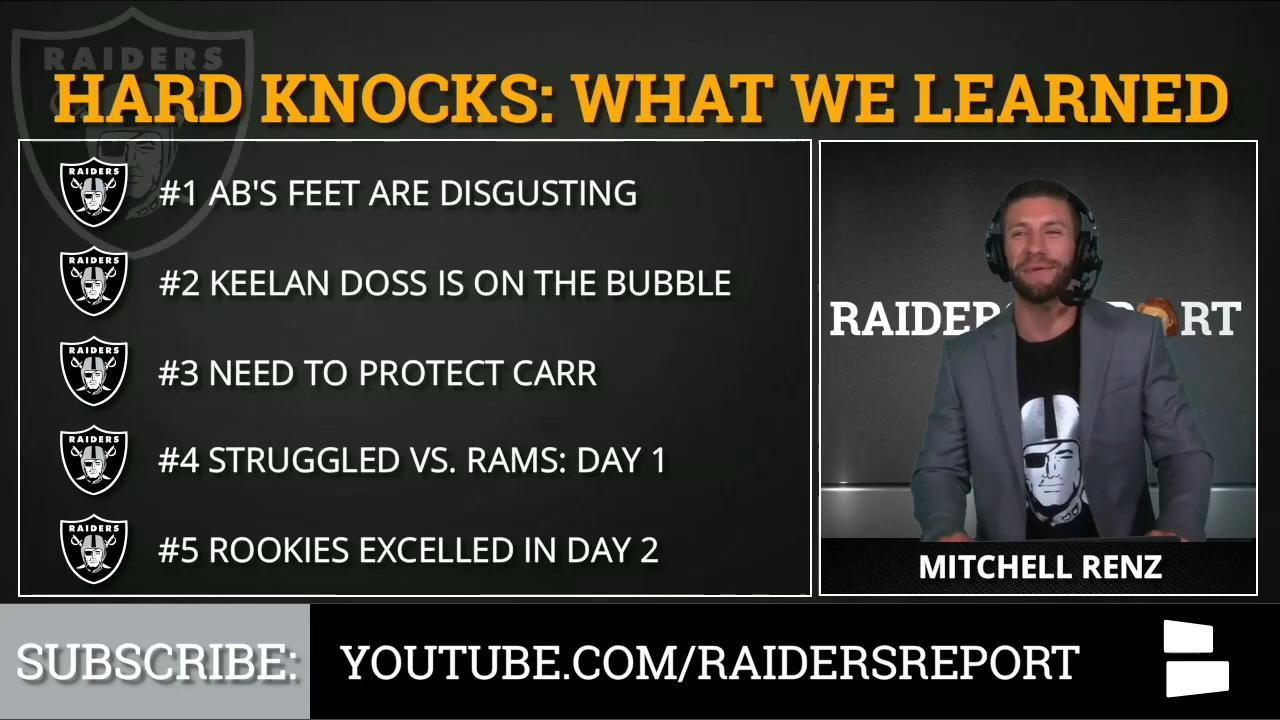 RAIDERS
HARD KNOCKS: WHAT WE LEARNED
RAIDERS
#1 AB'S FEET ARE DISGUSTING
RAIDERS
#2 KEELAN DOSS IS ON THE BUBBLE
RAIDERS
#3 NEED TO PROTECT CARR
RAIDERS
#4 STRUGGLED VS. RAMS: DAY 1
RAIDERS
#5 ROOKIES EXCELLED IN DAY 2
MITCHELL RENZ
SUBSCRIBE: YOUTUBE.COM/RAIDERSREPORT